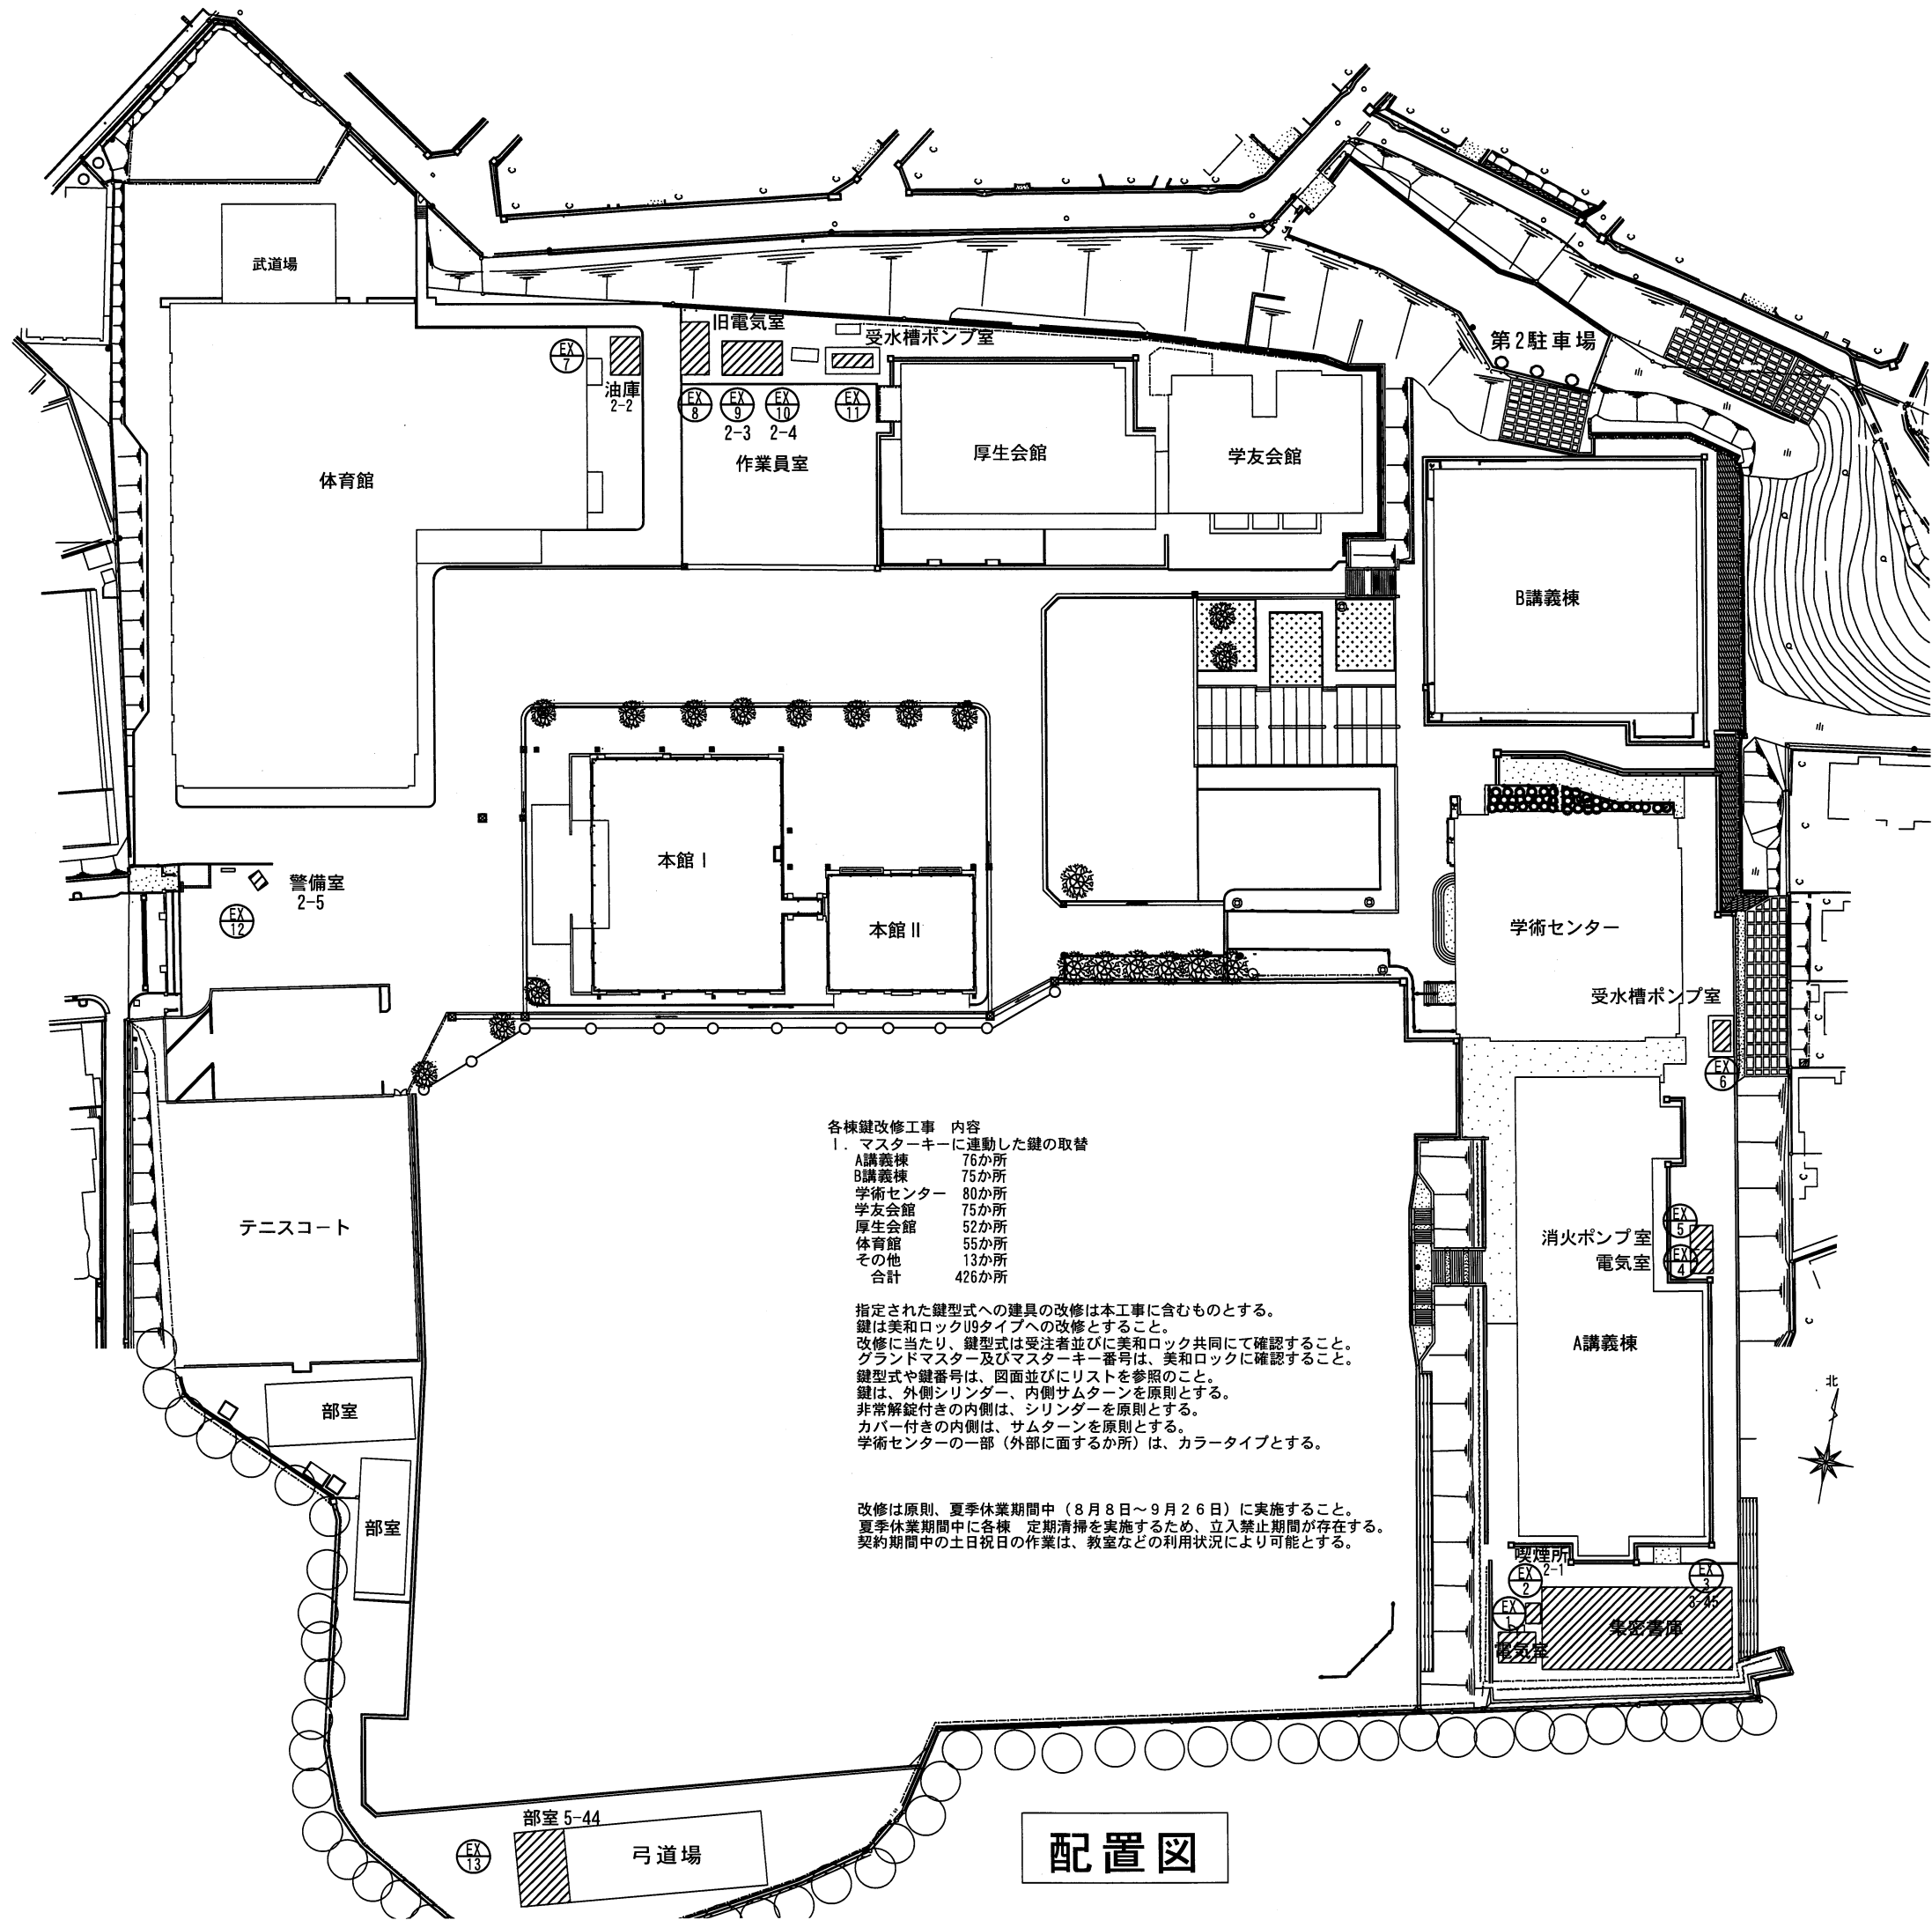 武道場
旧電気室
受水槽ポンプ室
第2駐車場
EX
7
油庫
2-2
EX
8
EX
9
EX
10
EX
11
2-3
2-4
作業員室
体育館
厚生会館
学友会館
B講義棟
本館Ⅰ
本館Ⅱ
警備室
2-5
EX
12
学術センター
受水槽ポンプ室
EX
6
各棟鍵改修工事　内容
1. マスターキーに連動した鍵の取替
A講義棟　76か所
B講義棟　75か所
学術センター　80か所
学友会館　75か所
厚生会館　52か所
体育館　55か所
その他　13か所
合計　426か所
指定された鍵型式への建具の改修は本工事に含むものとする。
鍵は美和ロックU9タイプへの改修とすること。
改修に当たり、鍵型式は受注者並びに美和ロック共同にて確認すること。
グランドマスター及びマスターキー番号は、美和ロックに確認すること。
鍵型式や鍵番号は、図面並びにリストを参照のこと。
鍵は、外側シリンダー、内側サムターンを原則とする。
非常解錠付きの内側は、シリンダーを原則とする。
カバー付きの内側は、サムターンを原則とする。
学術センターの一部（外部に面するか所）は、カラータイプとする。
改修は原則、夏季休業期間中（８月８日～９月２６日）に実施すること。
夏季休業期間中に各棟　定期清掃を実施するため、立入禁止期間が存在する。
契約期間中の土日祝日の作業は、教室などの利用状況により可能とする。
テニスコート
EX
5
消火ポンプ室
電気室
EX
4
A講義棟
北
部室
部室
喫煙所
2-1
EX
2
EX
3
3-45
EX
1
集密書庫
電気室
部室 5-44
弓道場
EX
13
配置図